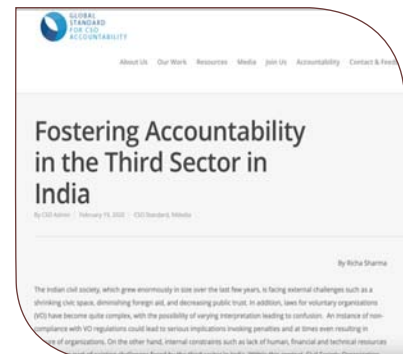 GLOBAL
STANDARD
FOR CSO
ACCOUNTABILITY
About Us Our Work Resources Media Join Us Accountability Contact & Feed
Fostering Accountability
in the Third Sector in
India
By CSO Admin | February 19, 2020 | CSO Standard, Media
By Richa Sharma
The Indian civil society, which grew enormously in size over the last few years, is facing external challenges such as a
shrinking civic space, diminishing foreign aid, and decreasing public trust. In addition, laws for voluntary organizations
(VO) have become quite complex, with the possibility of varying interpretation leading to confusion. An instance of non-
compliance with VO regulations could lead to serious implications invoking penalties and at times even resulting in
of organizations. On the other hand, internal constraints such as lack of human, financial and technical resources